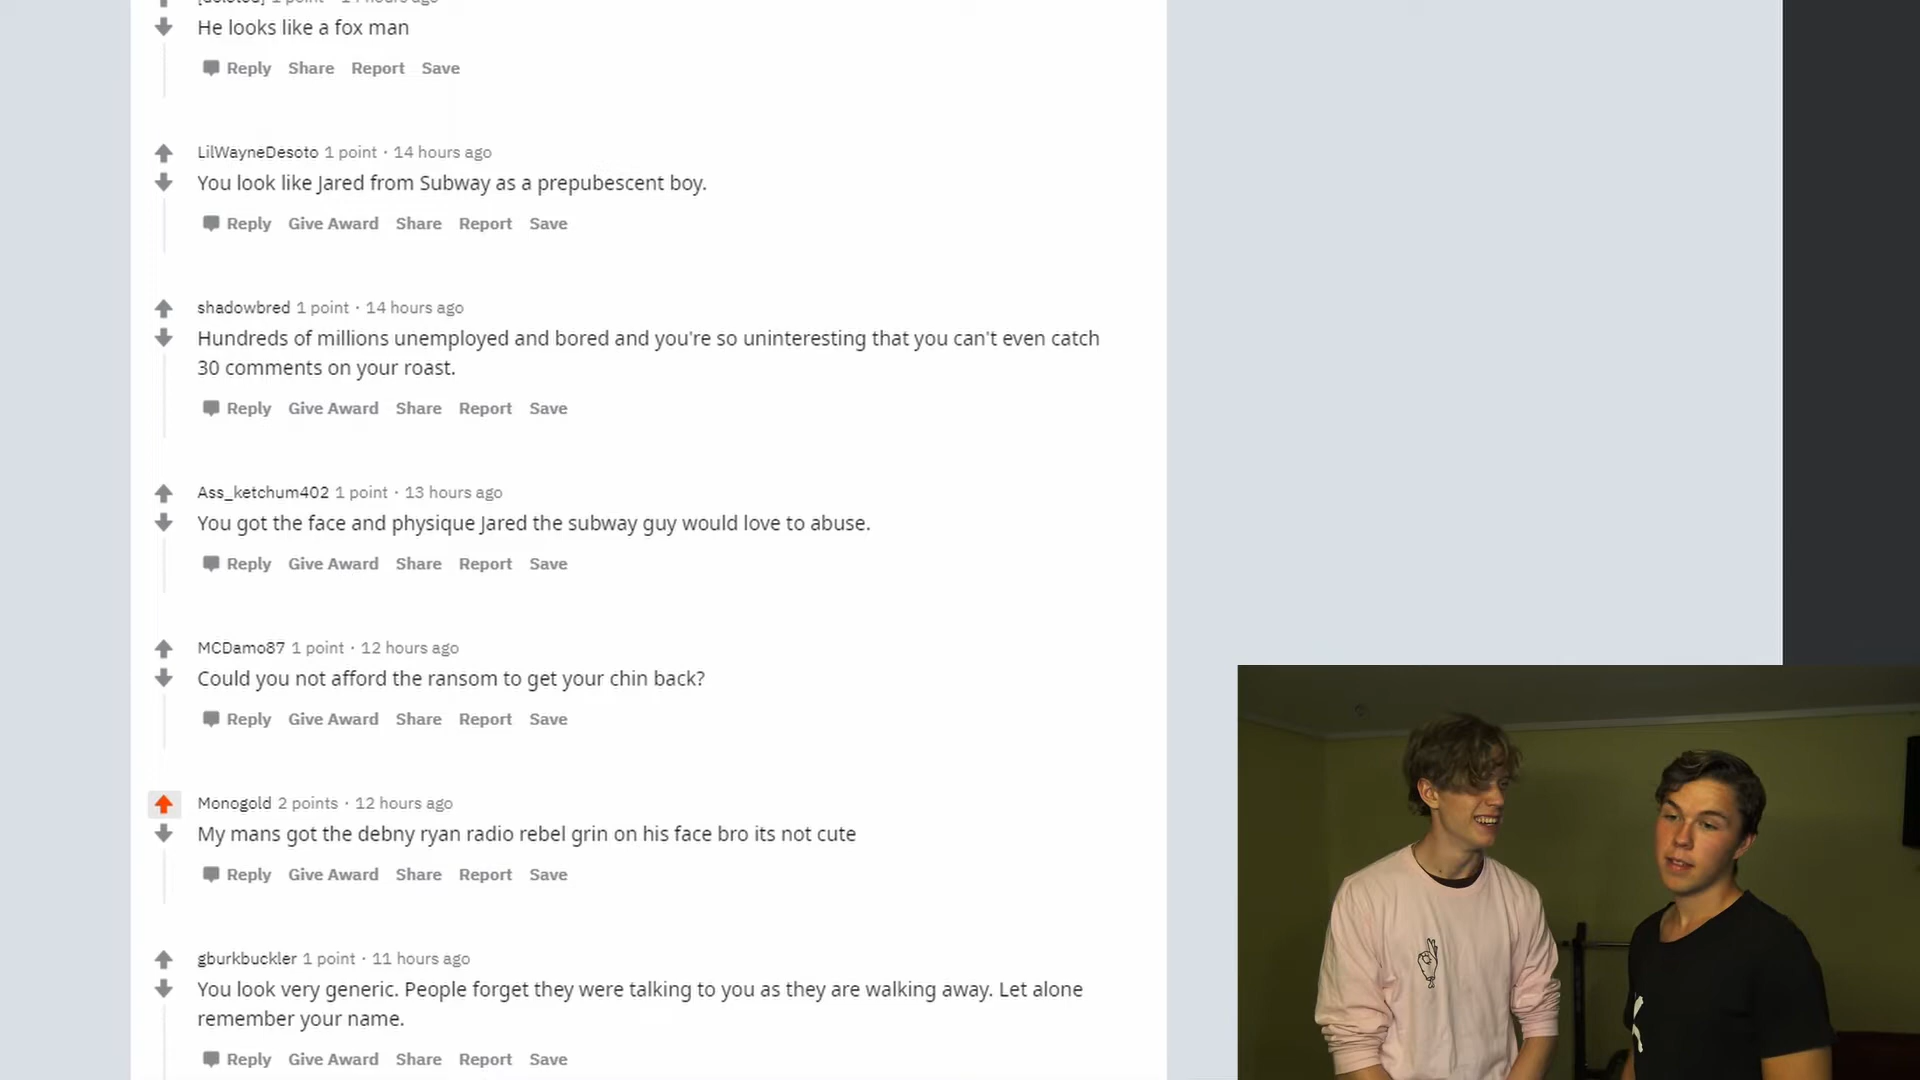 [deleted] 1 point · 14 hours ago
He looks like a fox man
Reply Share Report Save
LilWayneDesoto 1 point · 14 hours ago
You look like Jared from Subway as a prepubescent boy.
Reply Give Award Share Report Save
shadowbred 1 point · 14 hours ago
Hundreds of millions unemployed and bored and you're so uninteresting that you can't even catch
30 comments on your roast.
Reply Give Award Share Report Save
Ass_ketchum402 1 point · 13 hours ago
You got the face and physique Jared the subway guy would love to abuse.
Reply Give Award Share Report Save
MCDamo87 1 point · 12 hours ago
Could you not afford the ransom to get your chin back?
Reply Give Award Share Report Save
Monogold 2 points · 12 hours ago
My mans got the debny ryan radio rebel grin on his face bro its not cute
Reply Give Award Share Report Save
gburkbuckler 1 point · 11 hours ago
You look very generic. People forget they were talking to you as they are walking away. Let alone
remember your name.
Reply Give Award Share Report Save